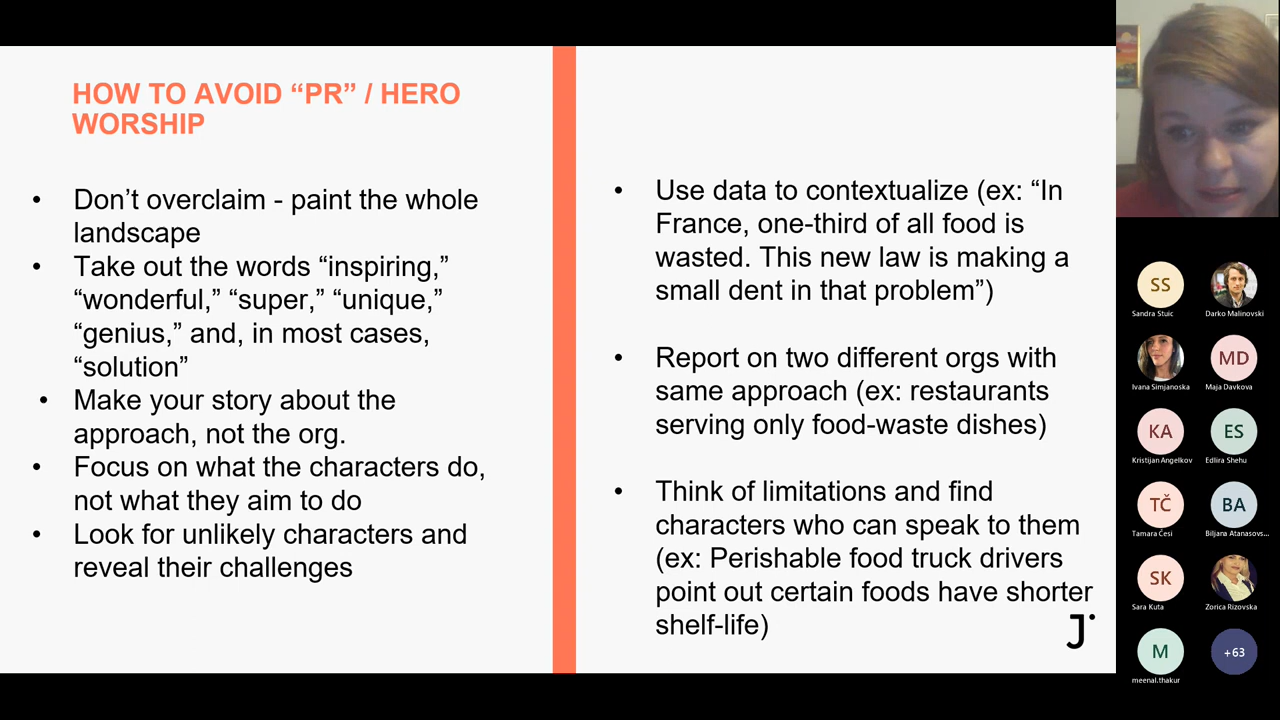 HOW TO AVOID “PR” / HERO
WORSHIP
• Don’t overclaim - paint the whole
landscape
• Take out the words “inspiring,”
“wonderful,” “super,” “unique,”
“genius,” and, in most cases,
“solution”
• Make your story about the
approach, not the org.
• Focus on what the characters do,
not what they aim to do
• Look for unlikely characters and
reveal their challenges
• Use data to contextualize (ex: “In
France, one-third of all food is
wasted. This new law is making a
small dent in that problem”)
• Report on two different orgs with
same approach (ex: restaurants
serving only food-waste dishes)
• Think of limitations and find
characters who can speak to them
(ex: Perishable food truck drivers
point out certain foods have shorter
shelf-life)
J
SS
Sandra Stuic
Darko Malinovski
Ivana Simjanoska
MD
Maja Davkova
KA
Kristijan Angelkov
ES
Edlira Shehu
TČ
Tamara Cesi
BA
Biljana Atanasovs...
SK
Sara Kuta
Zorica Rizovska
M
meenal.thakur
+63